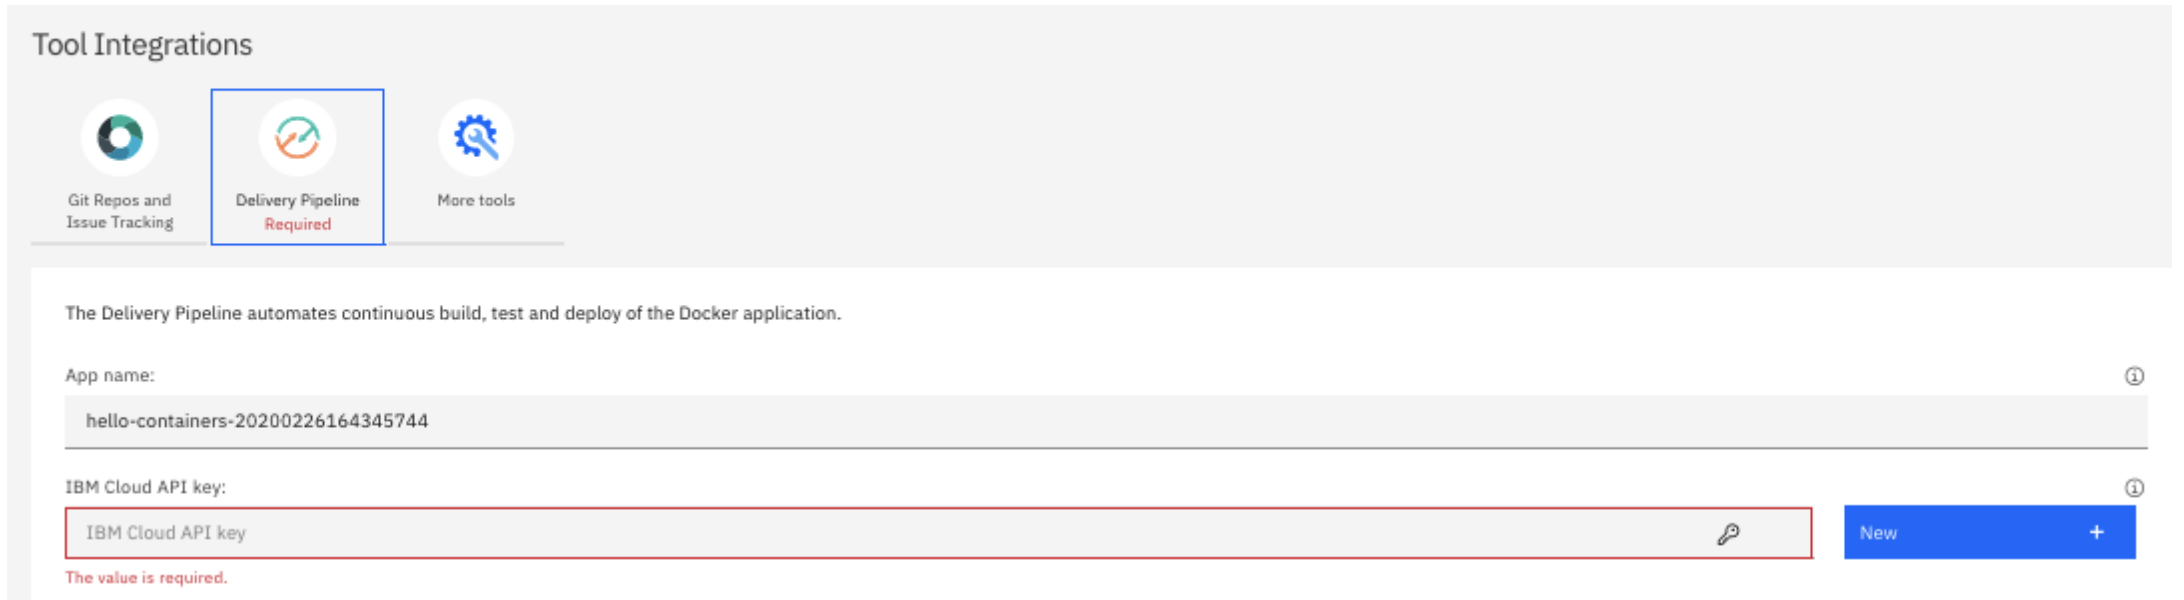 Tool Integrations
Git Repos and
Issue Tracking
Delivery Pipeline
Required
More tools
The Delivery Pipeline automates continuous build, test and deploy of the Docker application.
App name:
hello-containers-20200226164345744
IBM Cloud API key:
IBM Cloud API key
New +
The value is required.